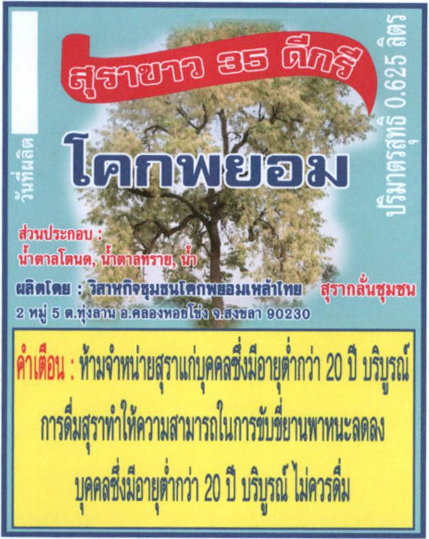 สุราขาว 35 ดีกรี
โคกพยอม
วันที่ผลิต
ปริมาตรสุทธิ 0.625 ลิตร
ส่วนประกอบ :
น้ำตาลโตนด, น้ำตาลทราย, น้ำ
ผลิตโดย : วิสาหกิจชุมชนโคกพยอมเหล้าไทย สุรากลั่นชุมชน
2 หมู่ 5 ต.ทุ่งลาน อ.คลองหอยโข่ง จ.สงขลา 90230
คำเตือน : ห้ามจำหน่ายสุราแก่บุคคลซึ่งมีอายุต่ำกว่า 20 ปี บริบูรณ์
การดื่มสุราทำให้ความสามารถในการขับขี่ยานพาหนะลดลง
บุคคลซึ่งมีอายุต่ำกว่า 20 ปี บริบูรณ์ ไม่ควรดื่ม